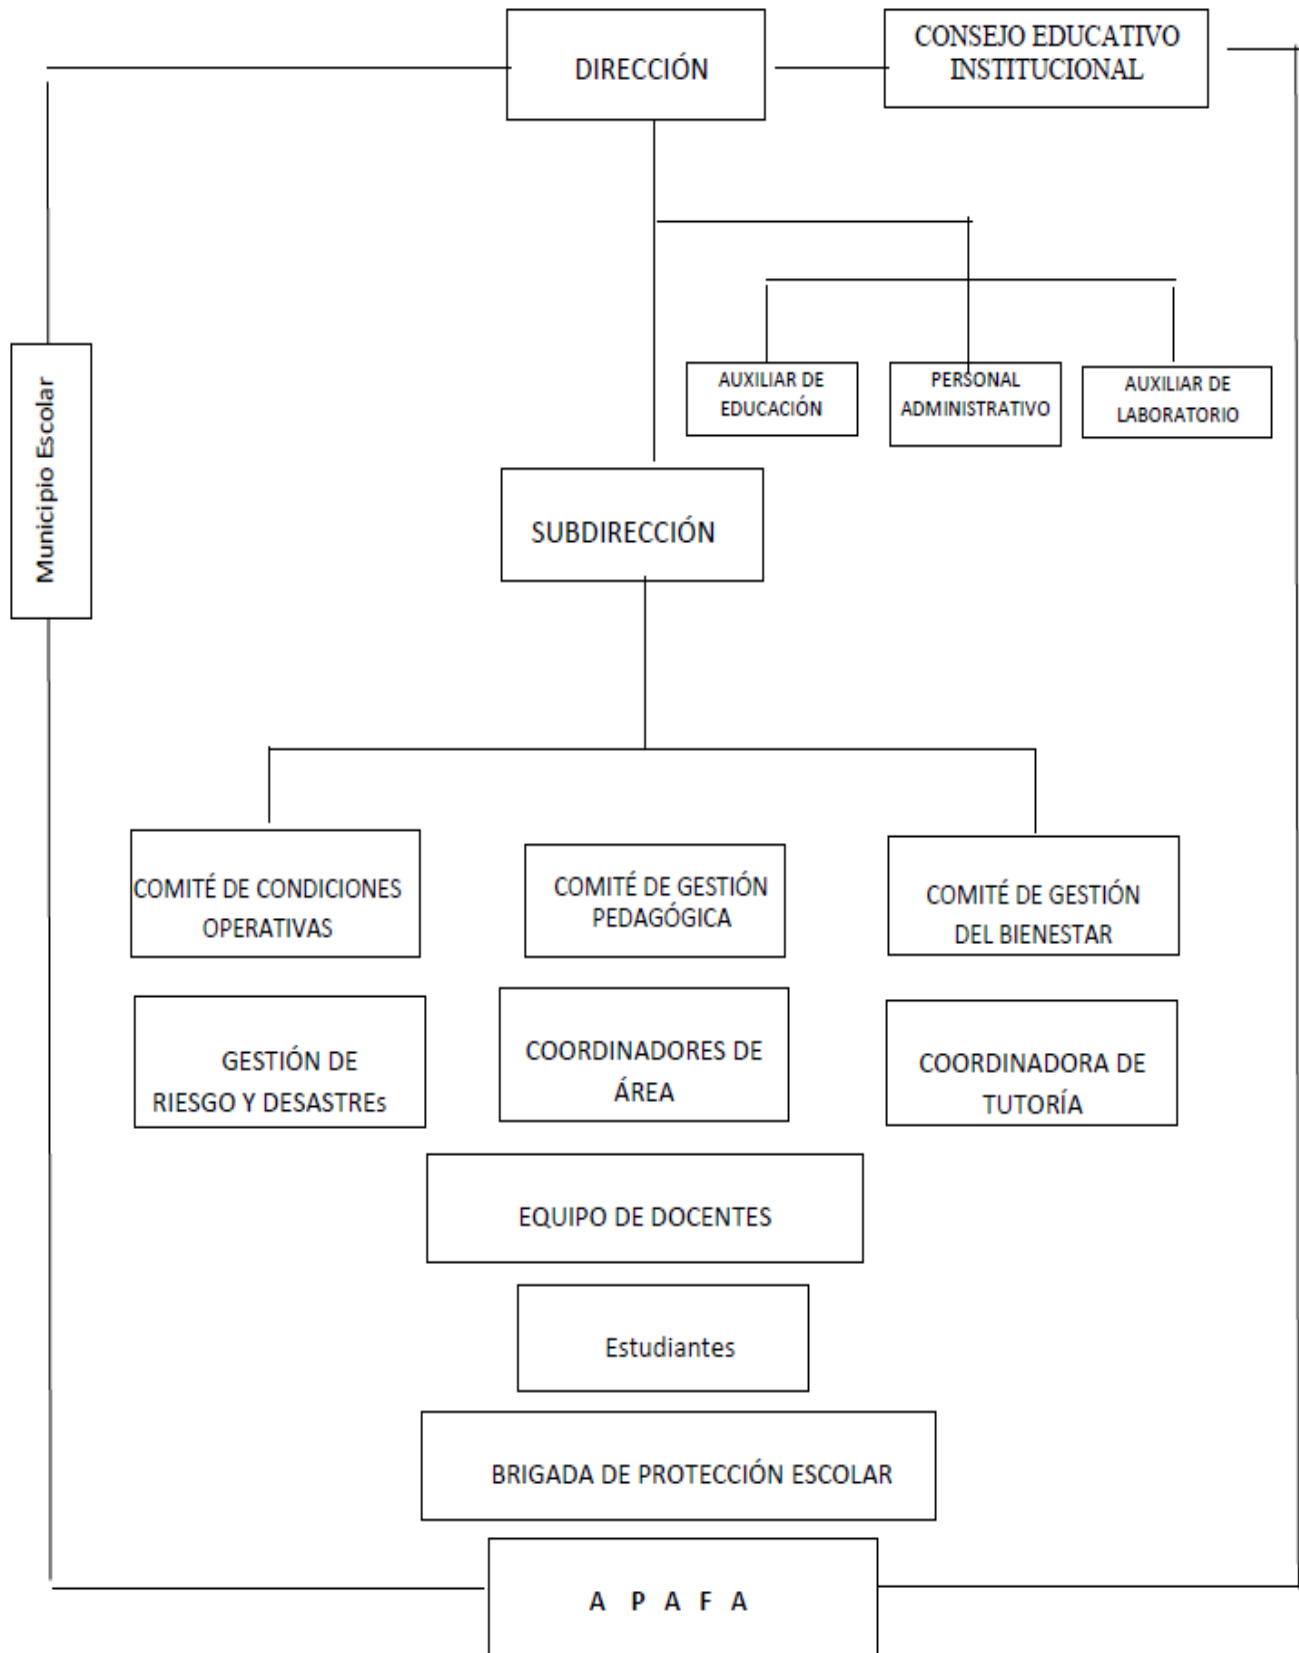 DIRECCIÓN
CONSEJO EDUCATIVO
INSTITUCIONAL
Municipio Escolar
AUXILIAR DE
EDUCACIÓN
PERSONAL
ADMINISTRATIVO
AUXILIAR DE
LABORATORIO
SUBDIRECCIÓN
COMITÉ DE CONDICIONES
OPERATIVAS
COMITÉ DE GESTIÓN
PEDAGÓGICA
COMITÉ DE GESTIÓN
DEL BIENESTAR
GESTIÓN DE
RIESGO Y DESASTREs
COORDINADORES DE
ÁREA
COORDINADORA DE
TUTORÍA
EQUIPO DE DOCENTES
Estudiantes
BRIGADA DE PROTECCIÓN ESCOLAR
A P A F A